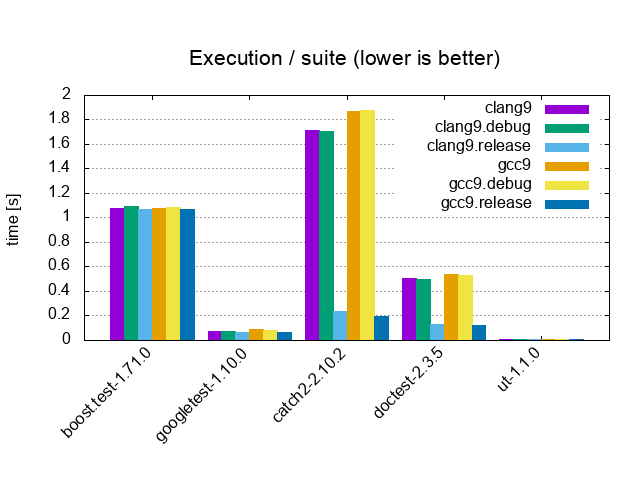 Execution / suite (lower is better)
time [s]
2
1.8
1.6
1.4
1.2
1
0.8
0.6
0.4
0.2
0
clang9
clang9.debug
clang9.release
gcc9
gcc9.debug
gcc9.release
boost.test-1.71.0
googletest-1.10.0
catch2-2.10.2
doctest-2.3.5
ut-1.1.0